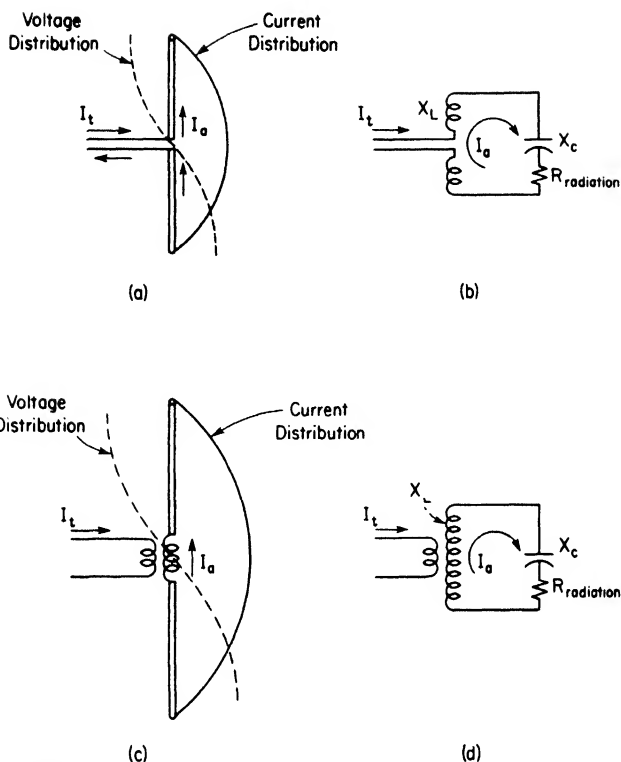 Voltage
Distribution
Current
Distribution
I_t
I_a
(a)
X_L
I_t
I_a
X_c
R_radiation
(b)
Voltage
Distribution
Current
Distribution
I_t
I_a
(c)
X_L
I_t
I_a
X_c
R_radiation
(d)